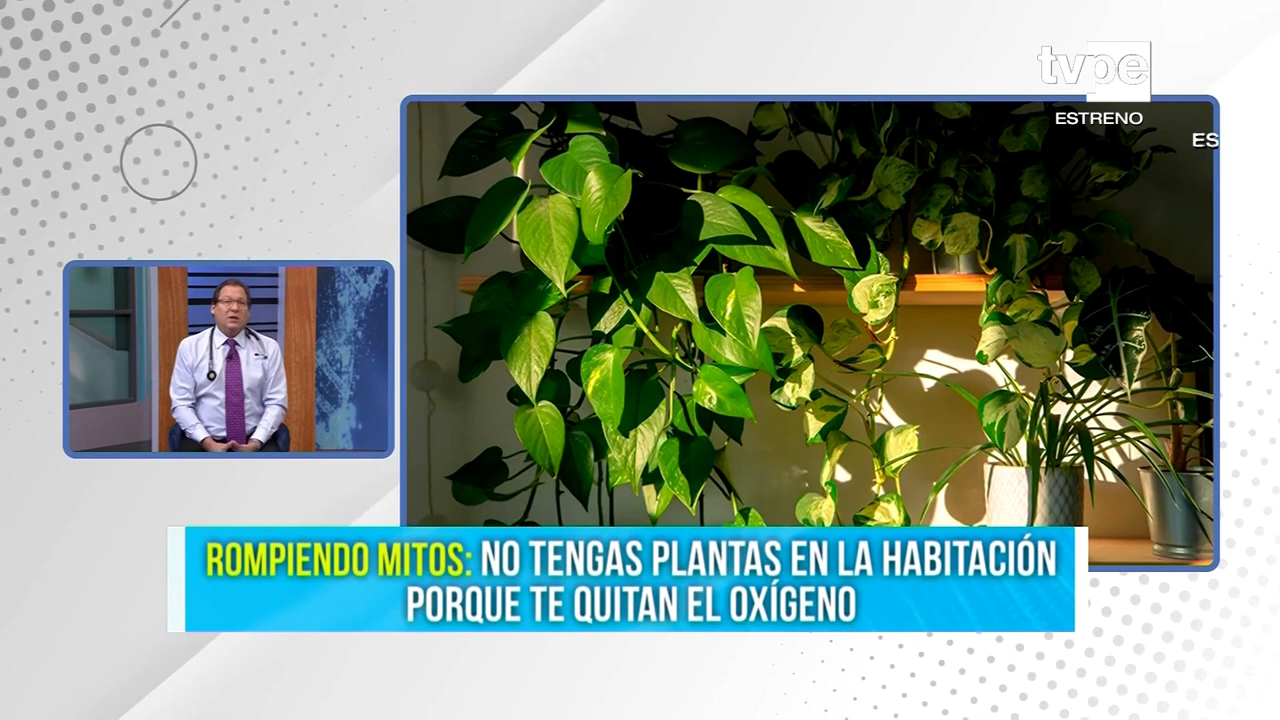 tvpe
ESTRENO
ES
ROMPIENDO MITOS: NO TENGAS PLANTAS EN LA HABITACIÓN
PORQUE TE QUITAN EL OXÍGENO